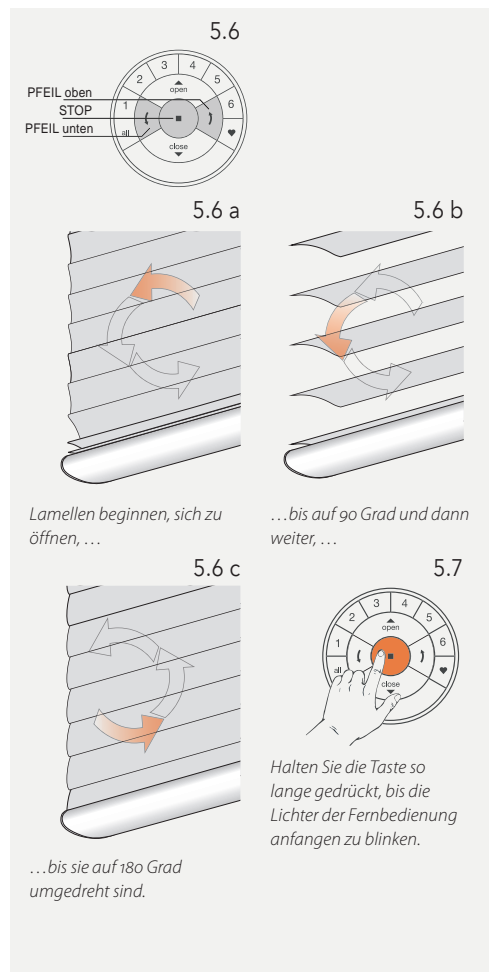 5.6
2 3 4 5
PFEIL oben
open
STOP
1 6
PFEIL unten
all
close
5.6 a
5.6 b
Lamellen beginnen, sich zu
öffnen, …
…bis auf 90 Grad und dann
weiter, …
5.6 c
…bis sie auf 180 Grad
umgedreht sind.
5.7
2 3 4 5
open
1 6
all
close
Halten Sie die Taste so
lange gedrückt, bis die
Lichter der Fernbedienung
anfangen zu blinken.